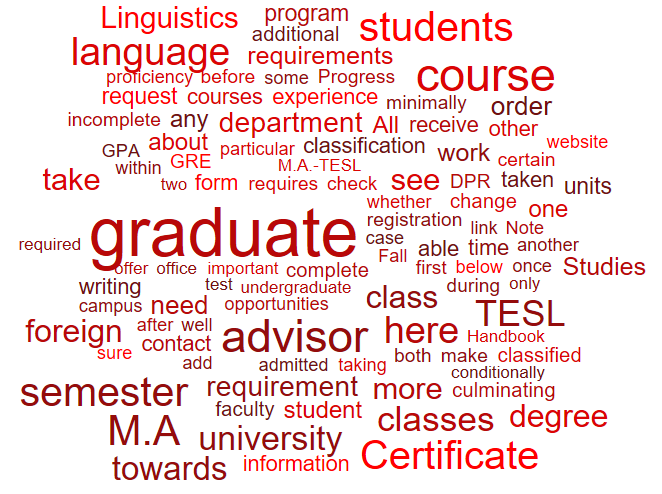 Linguistics program students
additional
language requirements course
proficiency before some Progress
request courses experience minimally order
incomplete any department All receive other
about particular classification work website
GPA GRE M.A.-TESL certain
within
take two form requires check see DPR taken units
whether change one
graduate registration link Note
required case able time another
Fall
offer office important complete first below once Studies
writing test undergraduate during only
campus need opportunities class TESL
foreign after well advisor here Handbook
sure contact both make classified
add admitted taking conditionally
semester requirement more culminating
faculty student classes degree
M.A university
towards information Certificate